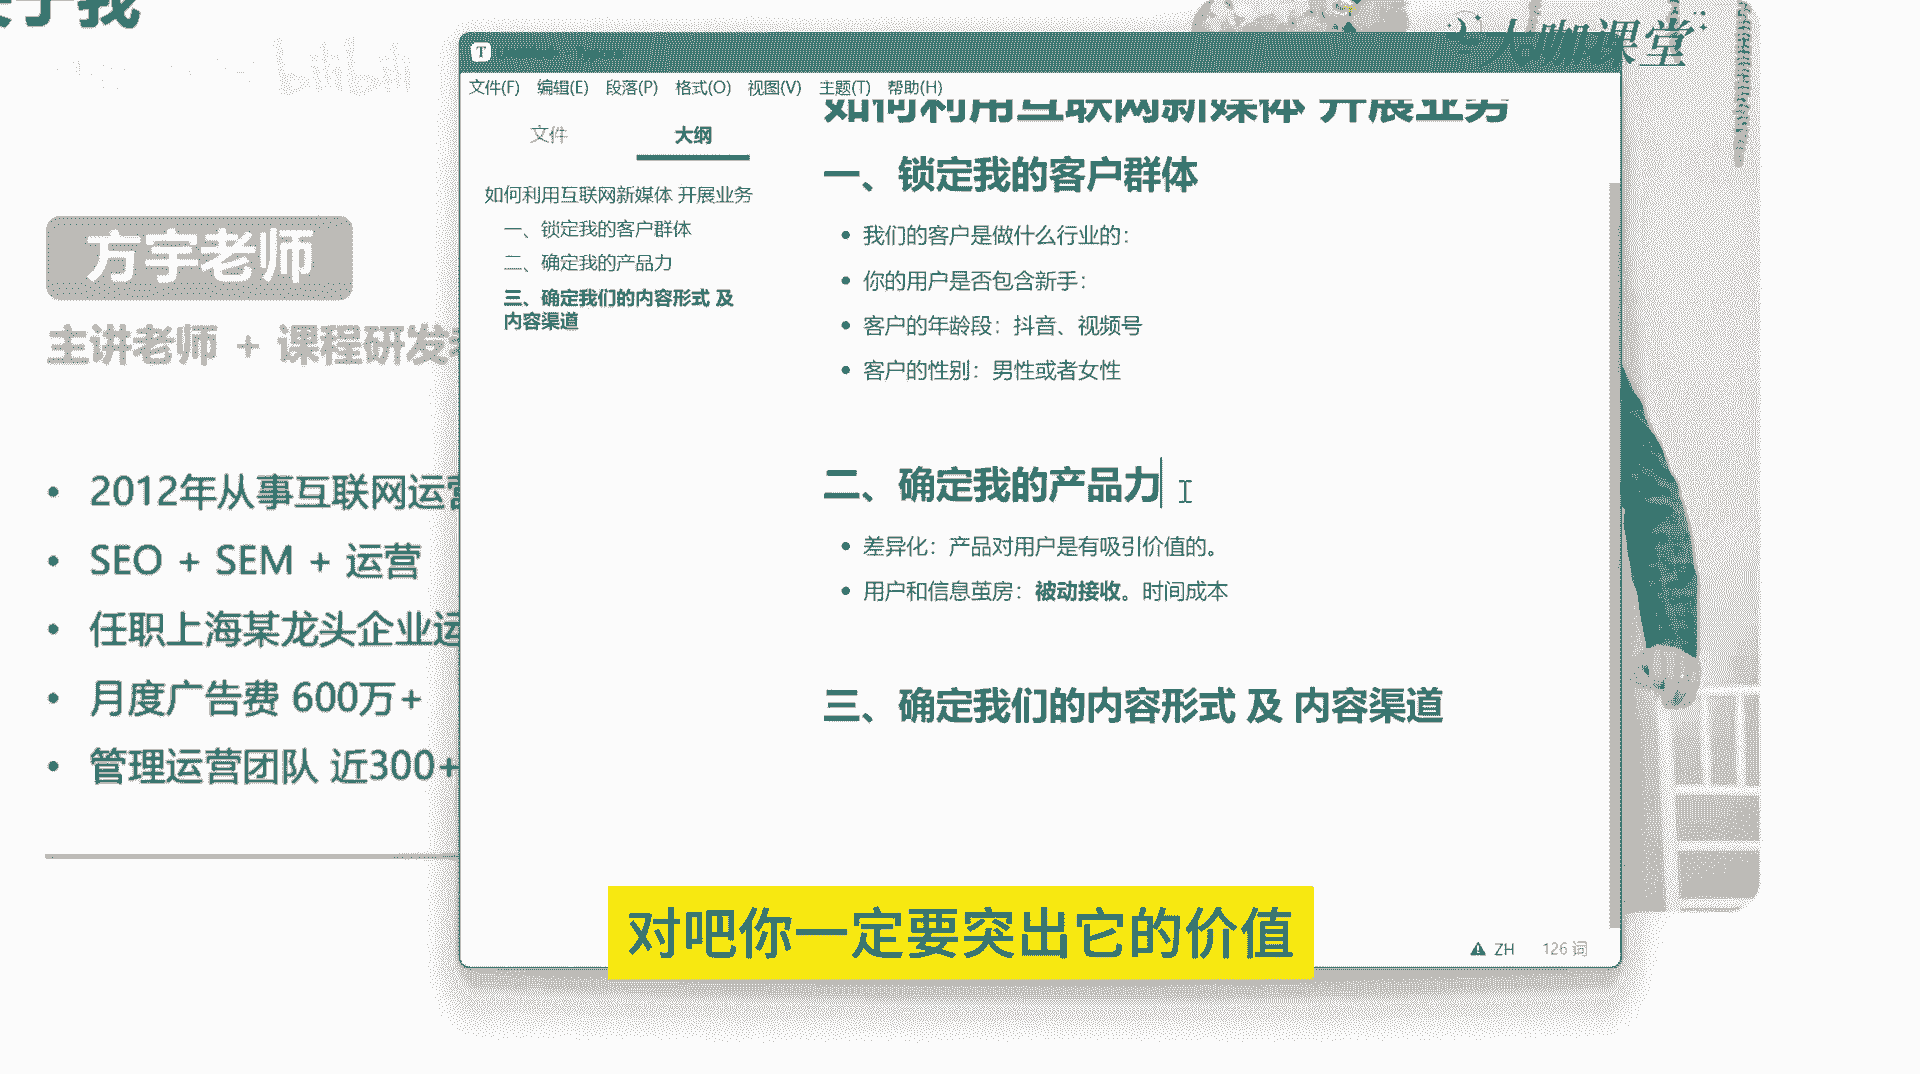 关于我
bilibili
大咖课堂
方宇老师
主讲老师 + 课程研发
2012年从事互联网运营
SEO + SEM + 运营
任职上海某龙头企业运
月度广告费 600万+
管理运营团队 近300+
T
文件(F) 编辑(E) 段落(P) 格式(O) 视图(V) 主题(T) 帮助(H)
文件 大纲
如何利用互联网新媒体 开展业务
一、锁定我的客户群体
二、确定我的产品力
三、确定我们的内容形式 及
内容渠道
如何利用互联网新媒体 开展业务
一、锁定我的客户群体
我们的客户是做什么行业的：
你的用户是否包含新手：
客户的年龄段：抖音、视频号
客户的性别：男性或者女性
二、确定我的产品力
差异化：产品对用户是有吸引价值的。
用户和信息茧房：被动接收。时间成本
三、确定我们的内容形式 及 内容渠道
ZH 126 词
对吧你一定要突出它的价值